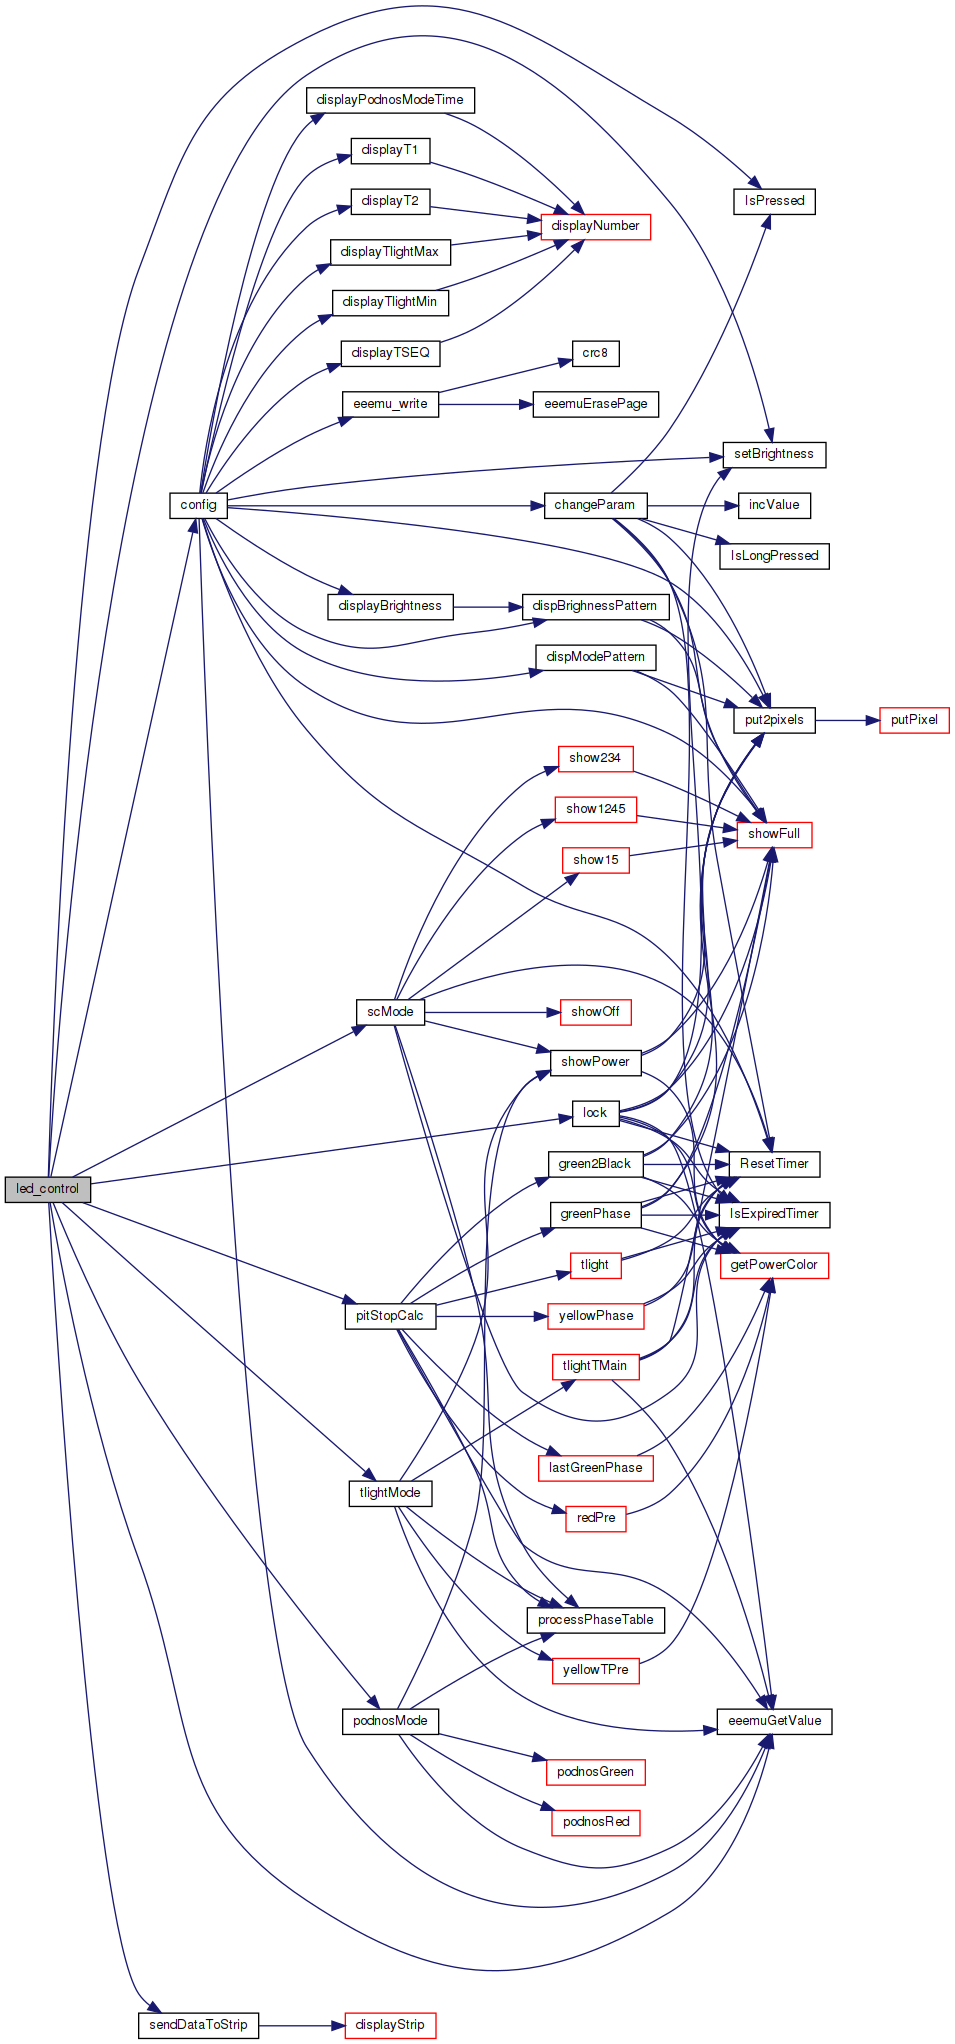 displayPodnosModeTime
displayT1
IsPressed
displayT2
displayNumber
displayTlightMax
displayTlightMin
displayTSEQ
crc8
eeemu_write
eeemuErasePage
setBrightness
config
changeParam
incValue
IsLongPressed
displayBrightness
dispBrighnessPattern
dispModePattern
put2pixels
putPixel
show234
show1245
showFull
show15
scMode
showOff
showPower
lock
green2Black
ResetTimer
led_control
greenPhase
IsExpiredTimer
tlight
getPowerColor
pitStopCalc
yellowPhase
tlightTMain
lastGreenPhase
tlightMode
redPre
processPhaseTable
yellowTPre
podnosMode
eeemuGetValue
podnosGreen
podnosRed
sendDataToStrip
displayStrip